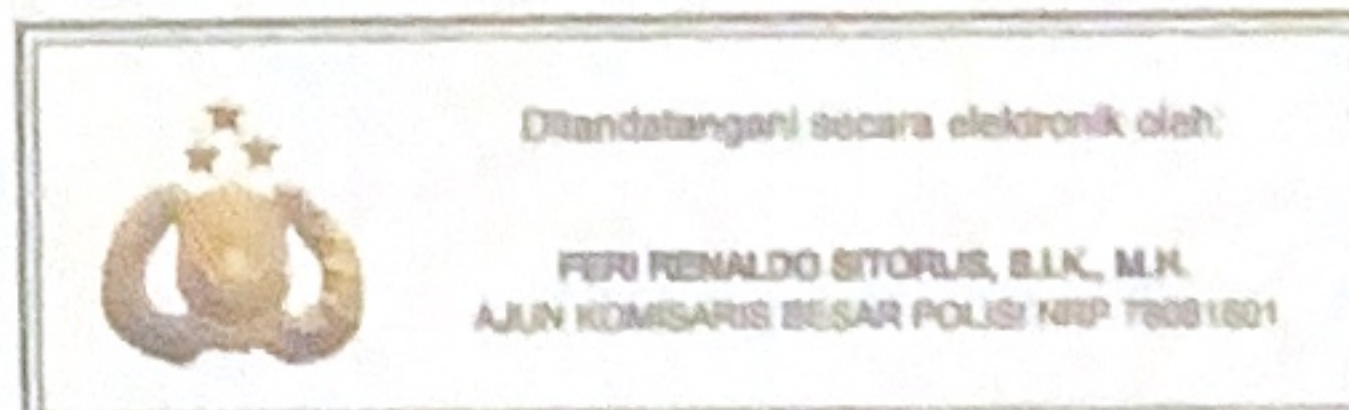 Ditandatangani secara elektronik oleh:
FERI RENALDO SITORUS, S.I.K., M.H.
AJUN KOMISARIS BESAR POLISI NRP